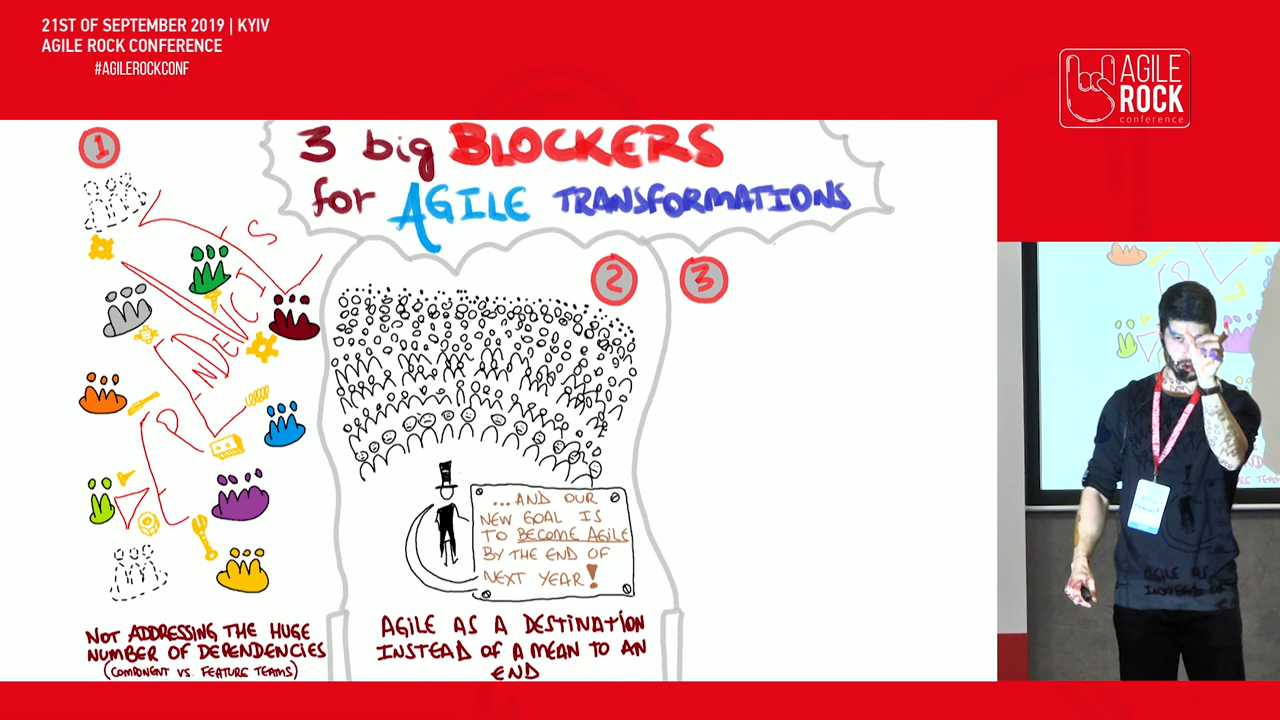 21ST OF SEPTEMBER 2019 | KYIV
AGILE ROCK CONFERENCE
#AGILEROCKCONF
AGILE
ROCK
conference
3 big BLOCKERS
for AGILE TRANSFORMATIONS
1
2
3
...AND OUR
NEW GOAL IS
TO BECOME AGILE
BY THE END OF
NEXT YEAR!
NOT ADDRESSING THE HUGE
NUMBER OF DEPENDENCIES
(COMPONENT VS. FEATURE TEAMS)
AGILE AS A DESTINATION
INSTEAD OF A MEAN TO AN
END
AGILE AS